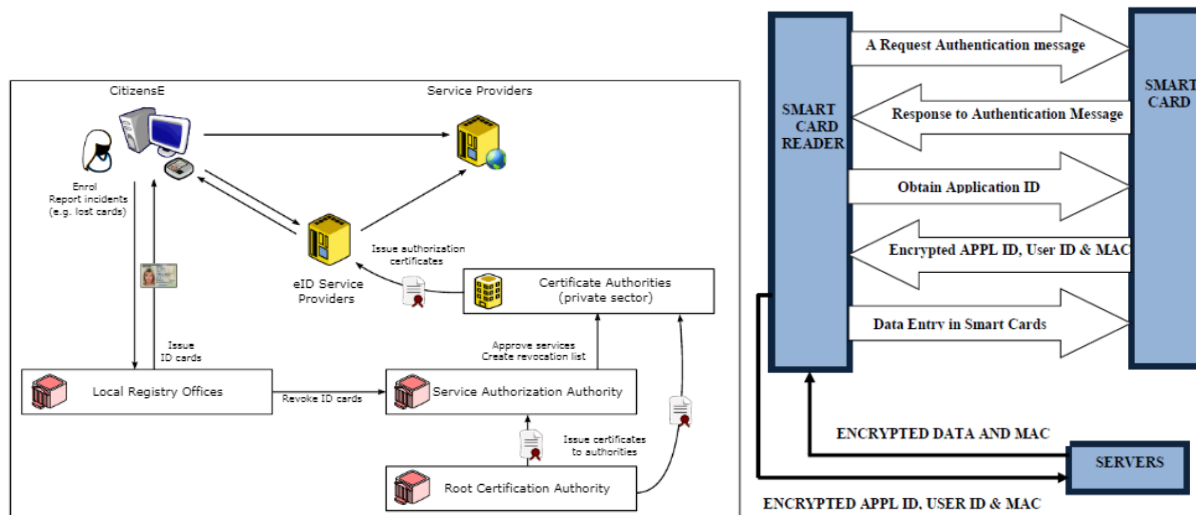 CitizensE
Service Providers
Enrol
Report incidents
(e.g. lost cards)
Issue authorization
certificates
eID Service
Providers
Certificate Authorities
(private sector)
Issue
ID cards
Approve services
Create revocation list
Local Registry Offices
Revoke ID cards
Service Authorization Authority
Issue certificates
to authorities
Root Certification Authority
SMART
CARD
READER
A Request Authentication message
Response to Authentication Message
Obtain Application ID
Encrypted APPL ID, User ID & MAC
Data Entry in Smart Cards
SMART
CARD
ENCRYPTED DATA AND MAC
SERVERS
ENCRYPTED APPL ID, USER ID & MAC